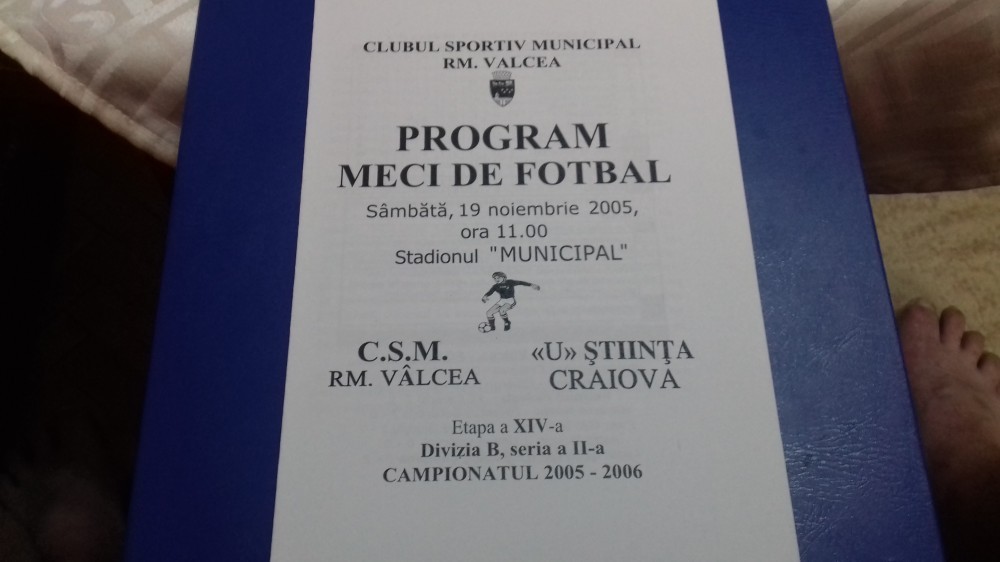 CLUBUL SPORTIV MUNICIPAL
RM. VALCEA
PROGRAM
MECI DE FOTBAL
Sâmbătă, 19 noiembrie 2005,
ora 11.00
Stadionul "MUNICIPAL"
C.S.M.
RM. VÂLCEA
«U» ŞTIINŢA
CRAIOVA
Etapa a XIV-a
Divizia B, seria a II-a
CAMPIONATUL 2005 - 2006